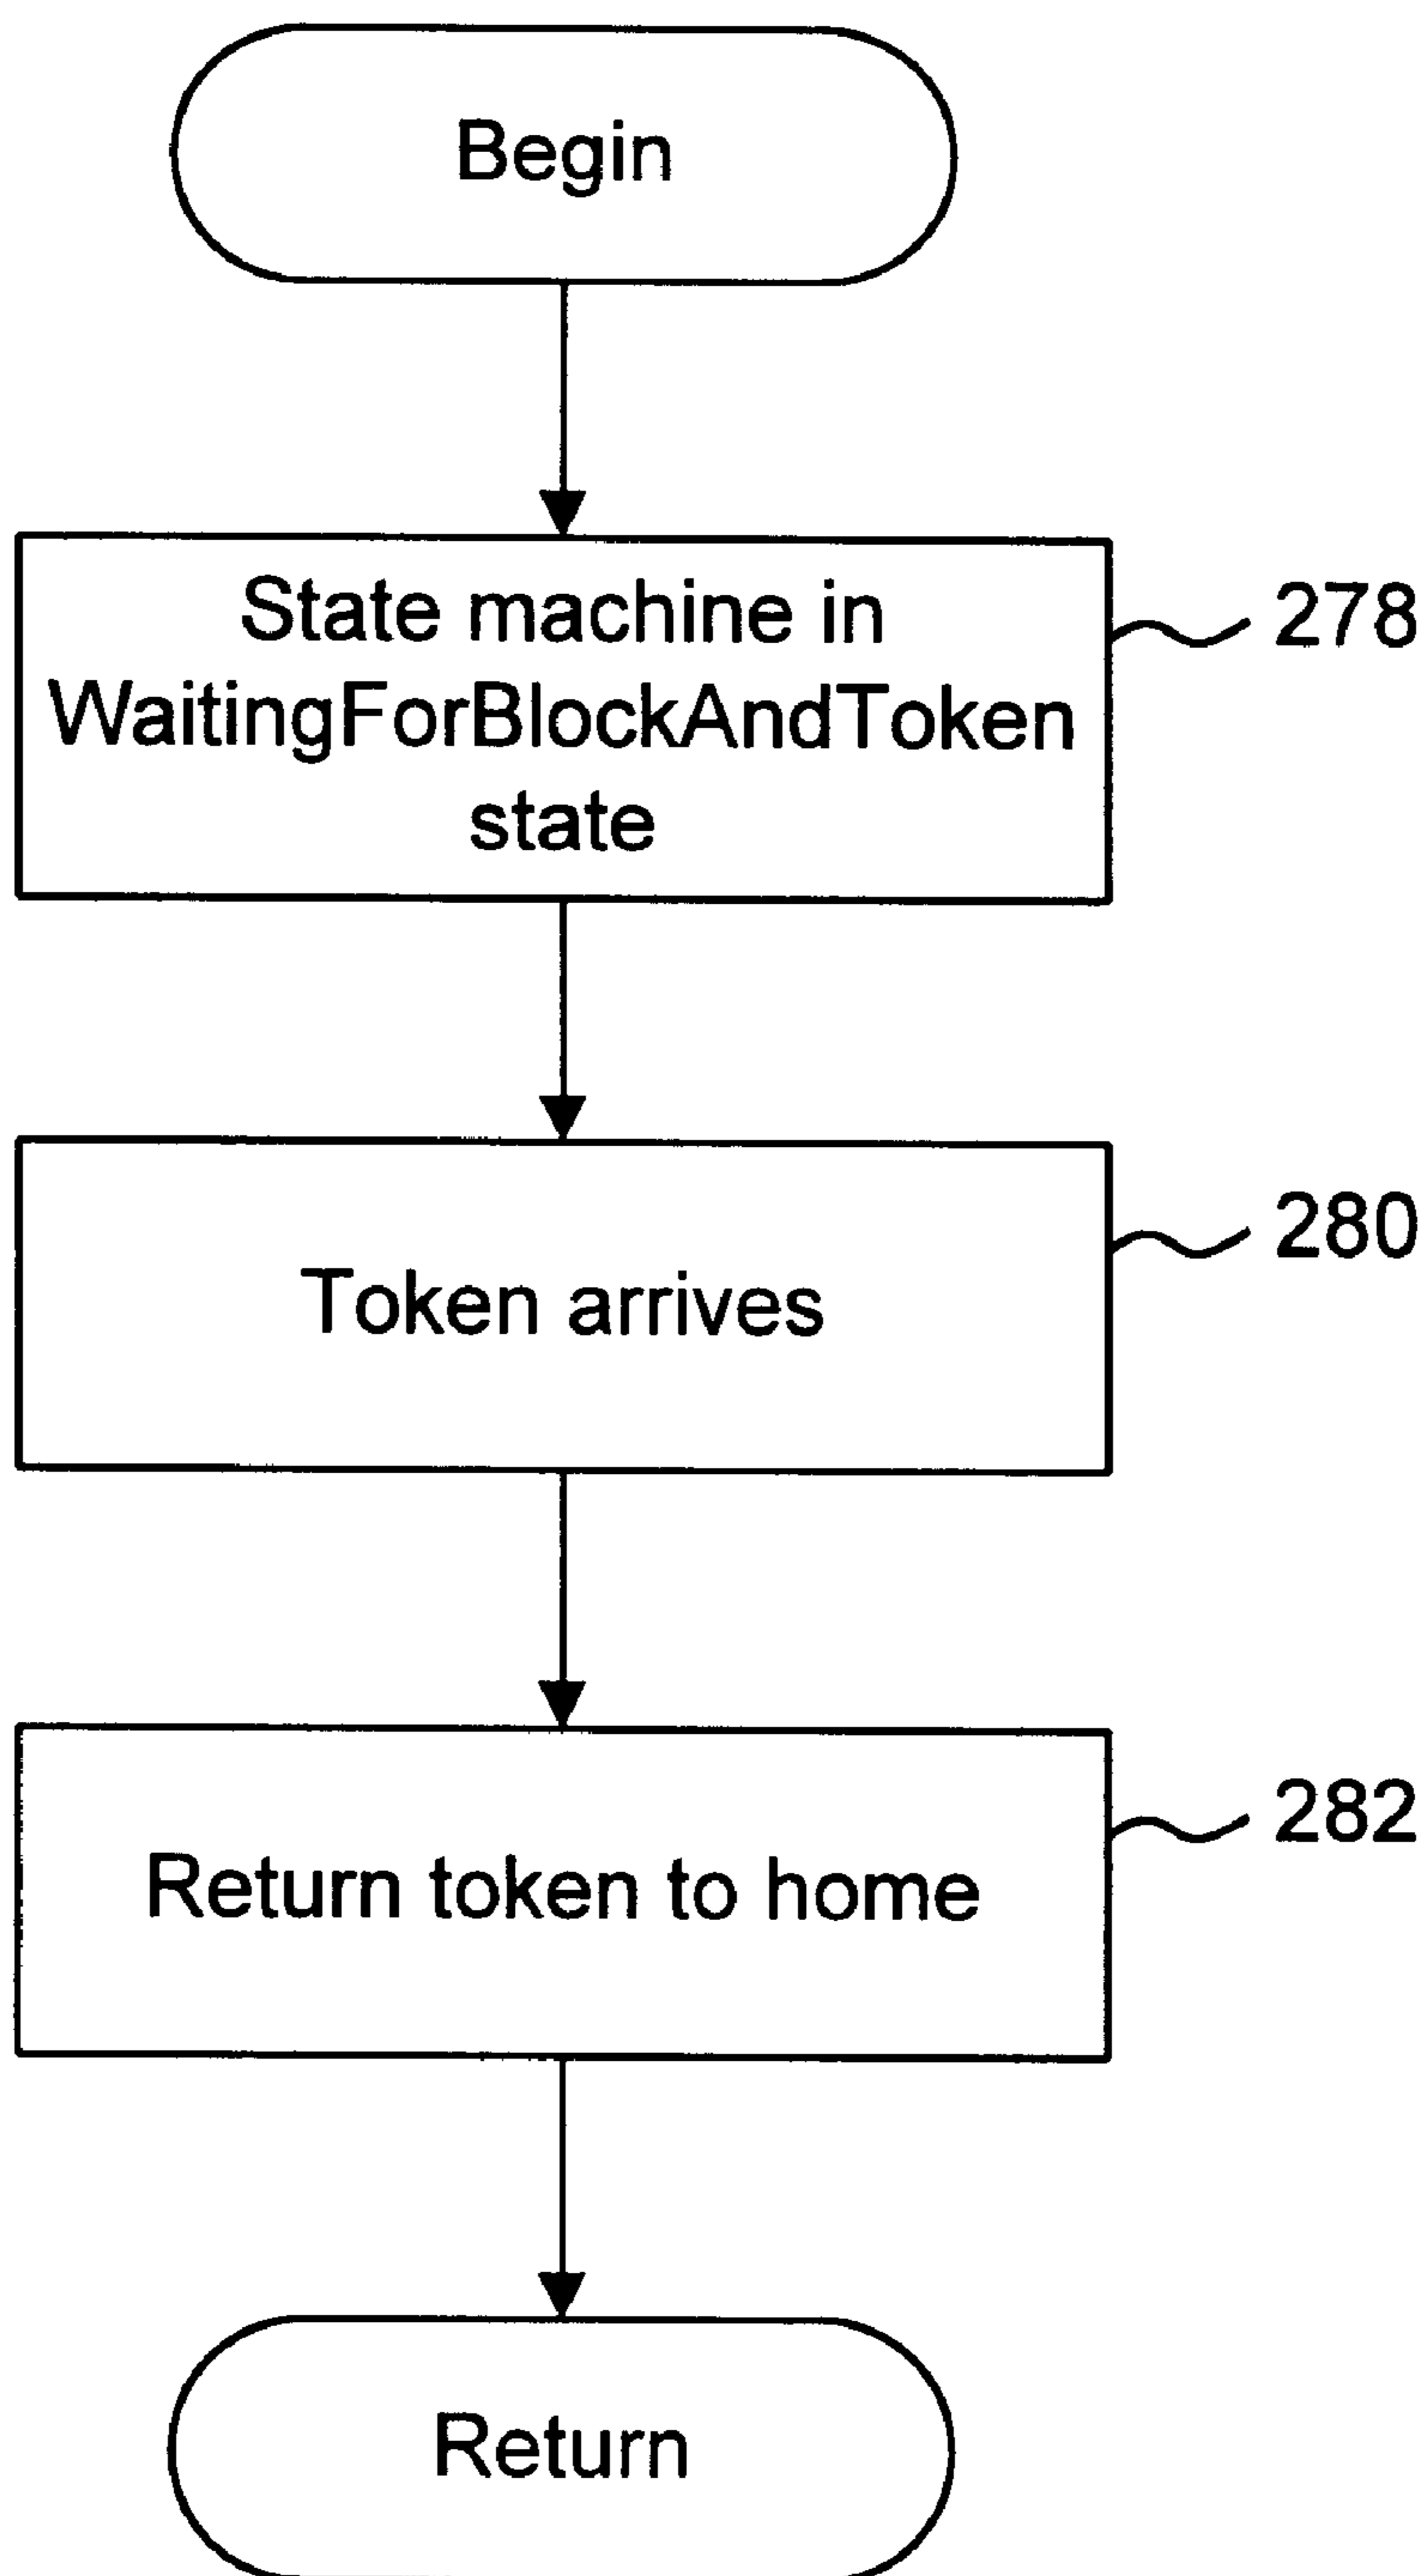 Begin
State machine in
WaitingForBlockAndToken
state
278
Token arrives
280
Return token to home
282
Return